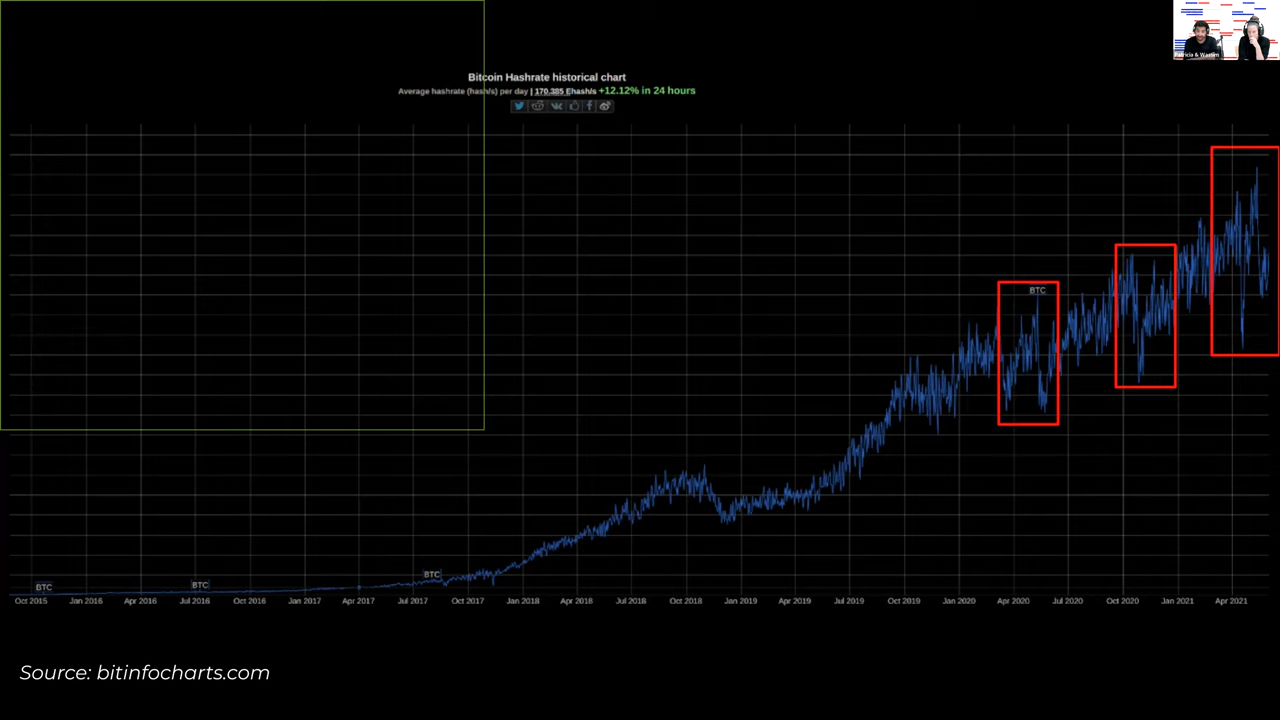 Patricia & Wassim
Bitcoin Hashrate historical chart
Average hashrate (hash/s) per day | 170.385 Ehash/s +12.12% in 24 hours
BTC
BTC
BTC
BTC
Oct 2015 Jan 2016 Apr 2016 Jul 2016 Oct 2016 Jan 2017 Apr 2017 Jul 2017 Oct 2017 Jan 2018 Apr 2018 Jul 2018 Oct 2018 Jan 2019 Apr 2019 Jul 2019 Oct 2019 Jan 2020 Apr 2020 Jul 2020 Oct 2020 Jan 2021 Apr 2021
Source: bitinfocharts.com